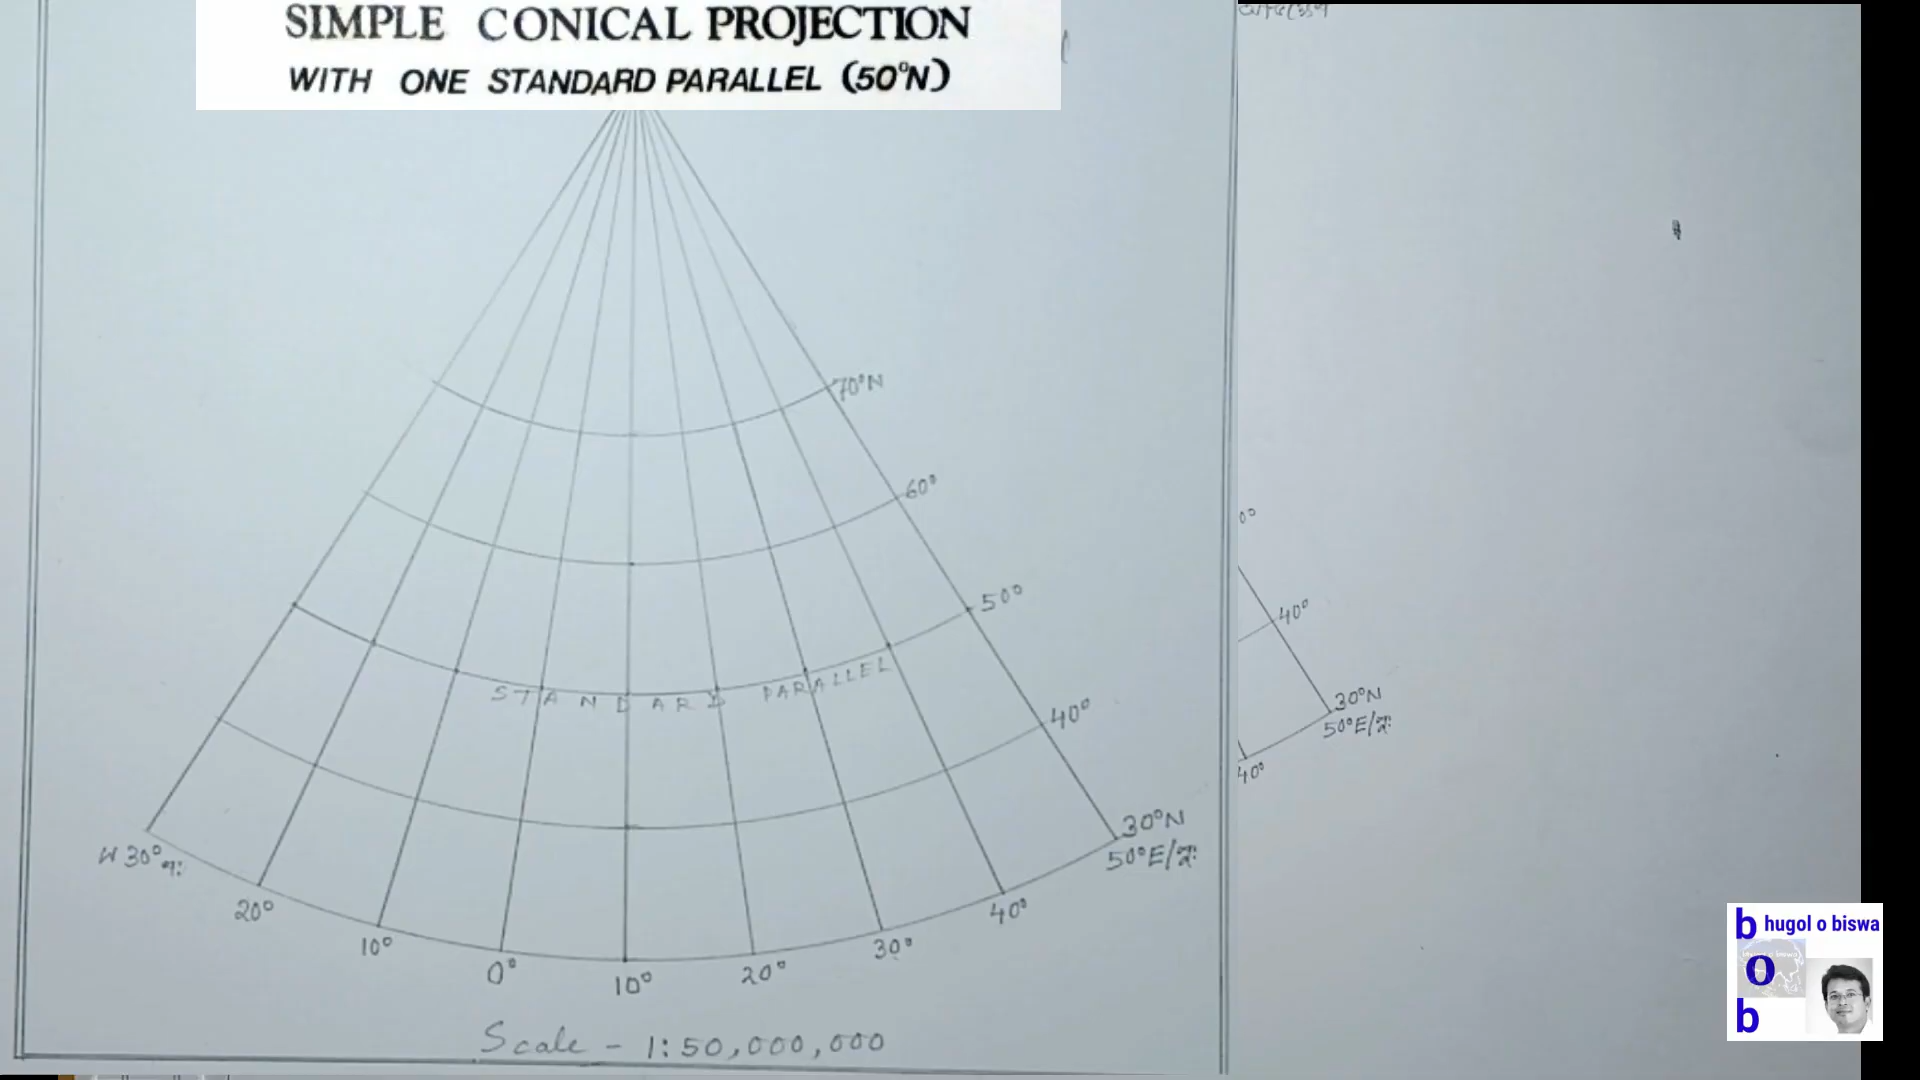 SIMPLE CONICAL PROJECTION
WITH ONE STANDARD PARALLEL (50°N)
70°N
60°
50°
STANDARD PARALLEL
40°
30°N
50°E/পূঃ
W 30° পঃ
20°
10°
0°
10°
20°
30°
40°
Scale - 1:50,000,000
0°
40°
30°N
50°E/পূঃ
40°
b hugol o biswa
o
b